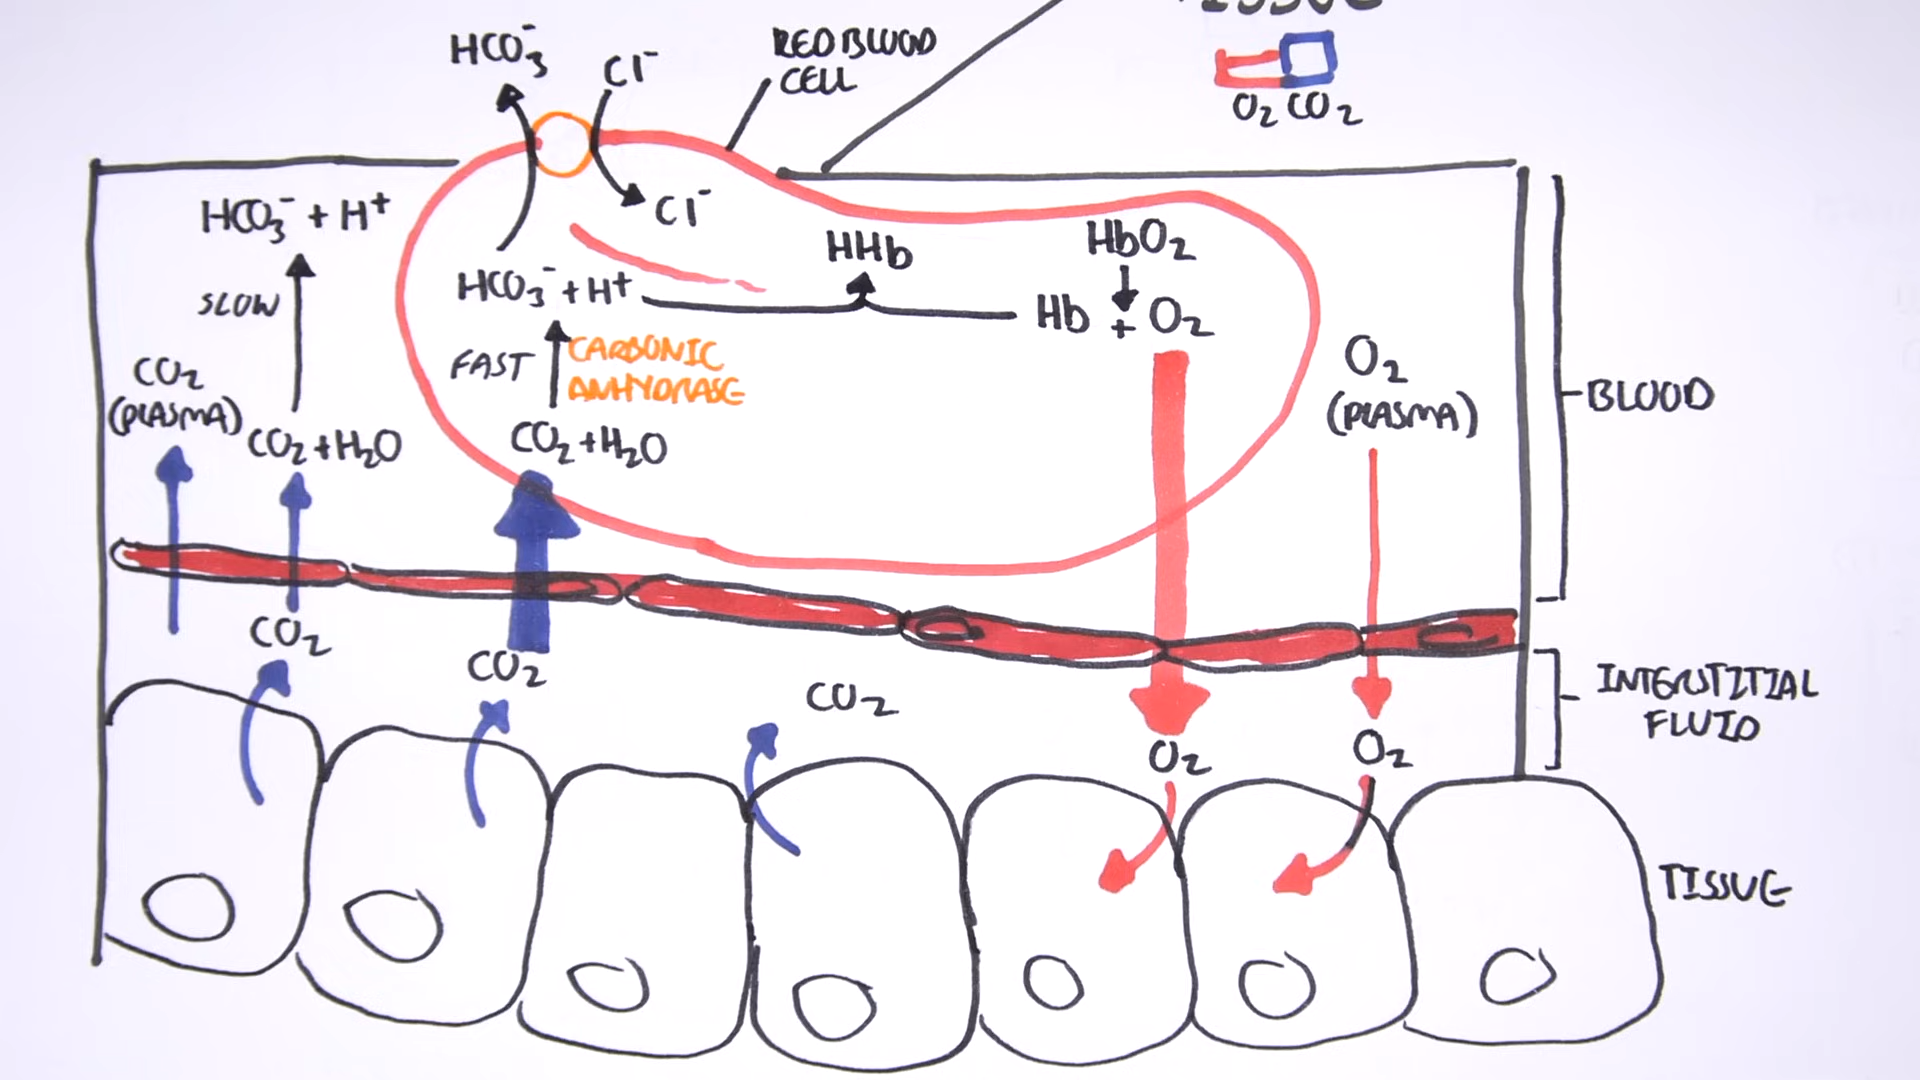 HCO₃⁻
Cl⁻
RED BLOOD
CELL
O₂ CO₂
HCO₃⁻ + H⁺
Cl⁻
HHb
HbO₂
SLOW
HCO₃⁻ + H⁺
Hb + O₂
CO₂
(PLASMA)
FAST
CARBONIC
ANHYDRASE
O₂
(PLASMA)
BLOOD
CO₂ + H₂O
CO₂ + H₂O
CO₂
CO₂
CO₂
O₂
O₂
INTERSTITIAL
FLUID
TISSUE